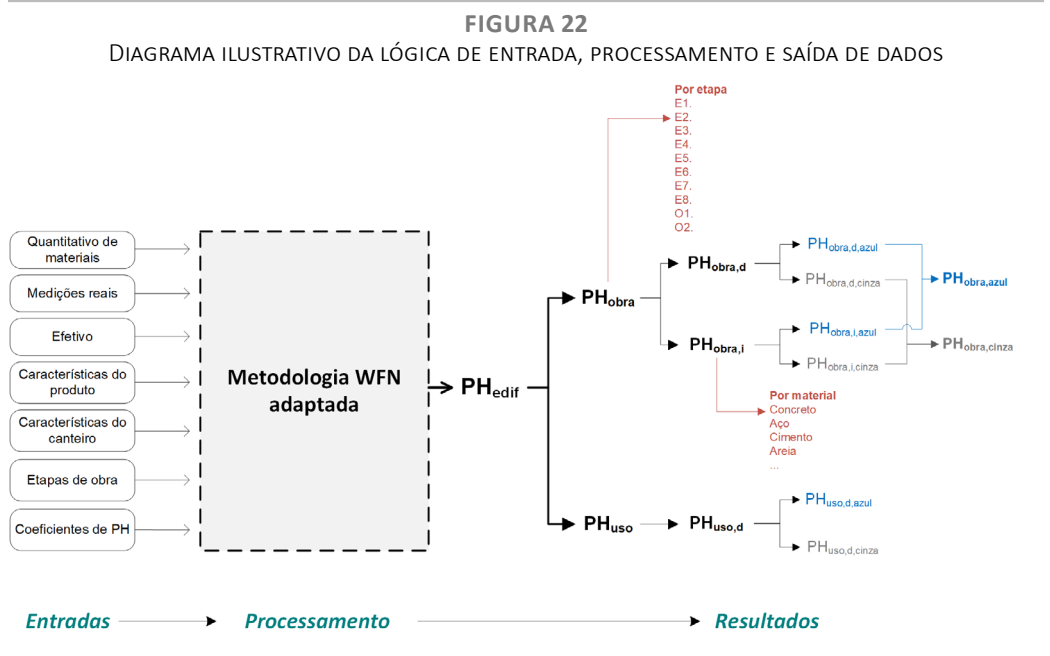 FIGURA 22
DIAGRAMA ILUSTRATIVO DA LÓGICA DE ENTRADA, PROCESSAMENTO E SAÍDA DE DADOS
Quantitativo de
materiais
Medições reais
Efetivo
Características do
produto
Características do
canteiro
Etapas de obra
Coeficientes de PH
Metodologia WFN
adaptada
PHedif
PHobra
Por etapa
E1.
E2.
E3.
E4.
E5.
E6.
E7.
E8.
O1.
O2.
PHobra,d
PHobra,d,azul
PHobra,d,cinza
PHobra,i
PHobra,i,azul
PHobra,i,cinza
PHobra,azul
PHobra,cinza
Por material
Concreto
Aço
Cimento
Areia
...
PHuso
PHuso,d
PHuso,d,azul
PHuso,d,cinza
Entradas
Processamento
Resultados